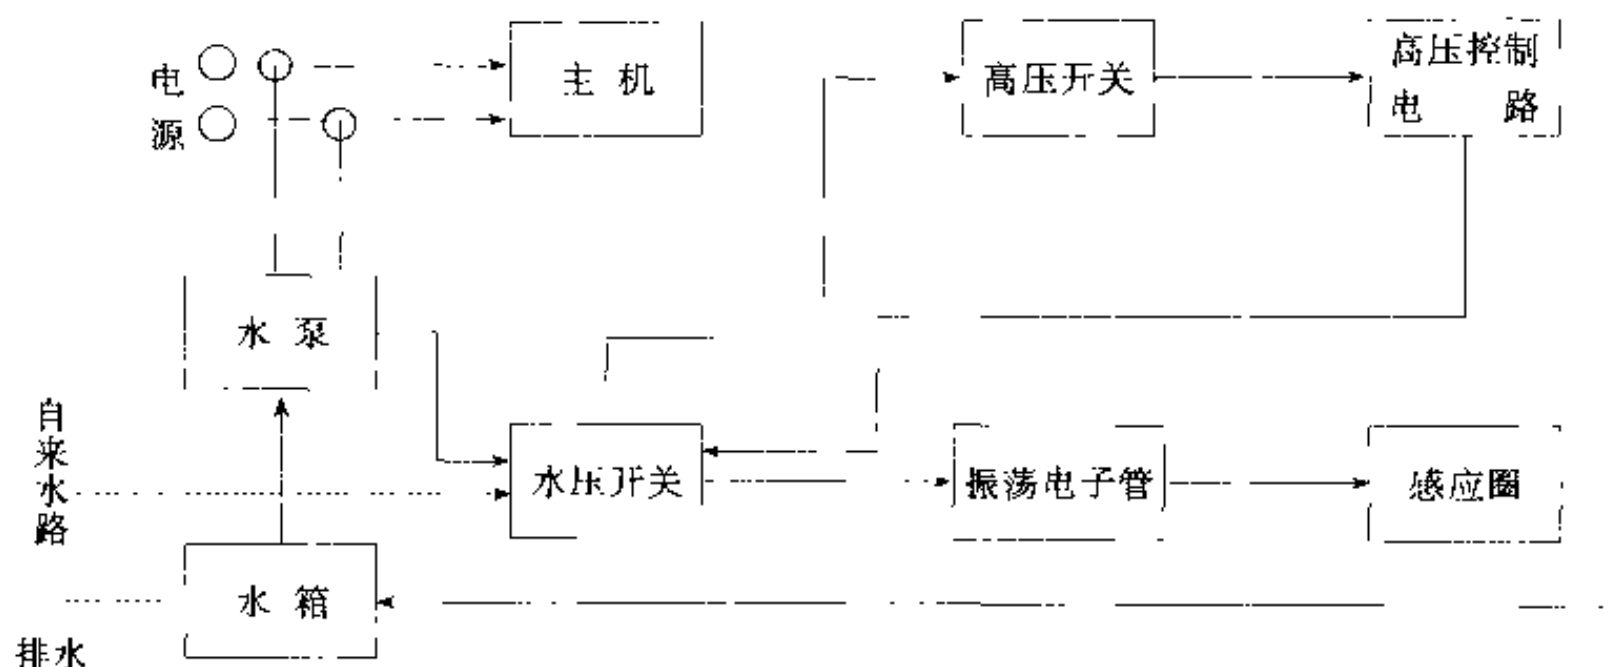 电源
主机
高压开关
高压控制
电路
水泵
自来水路
水压开关
振荡电子管
感应圈
水箱
排水